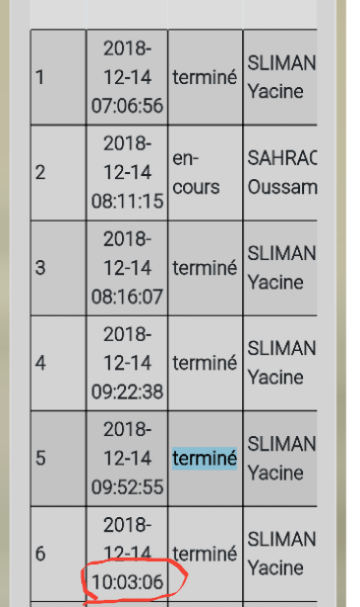 1 2018-12-14 07:06:56 terminé SLIMAN Yacine
2 2018-12-14 08:11:15 en-cours SAHRAC Oussam
3 2018-12-14 08:16:07 terminé SLIMAN Yacine
4 2018-12-14 09:22:38 terminé SLIMAN Yacine
5 2018-12-14 09:52:55 terminé SLIMAN Yacine
6 2018-12-14 10:03:06 terminé SLIMAN Yacine